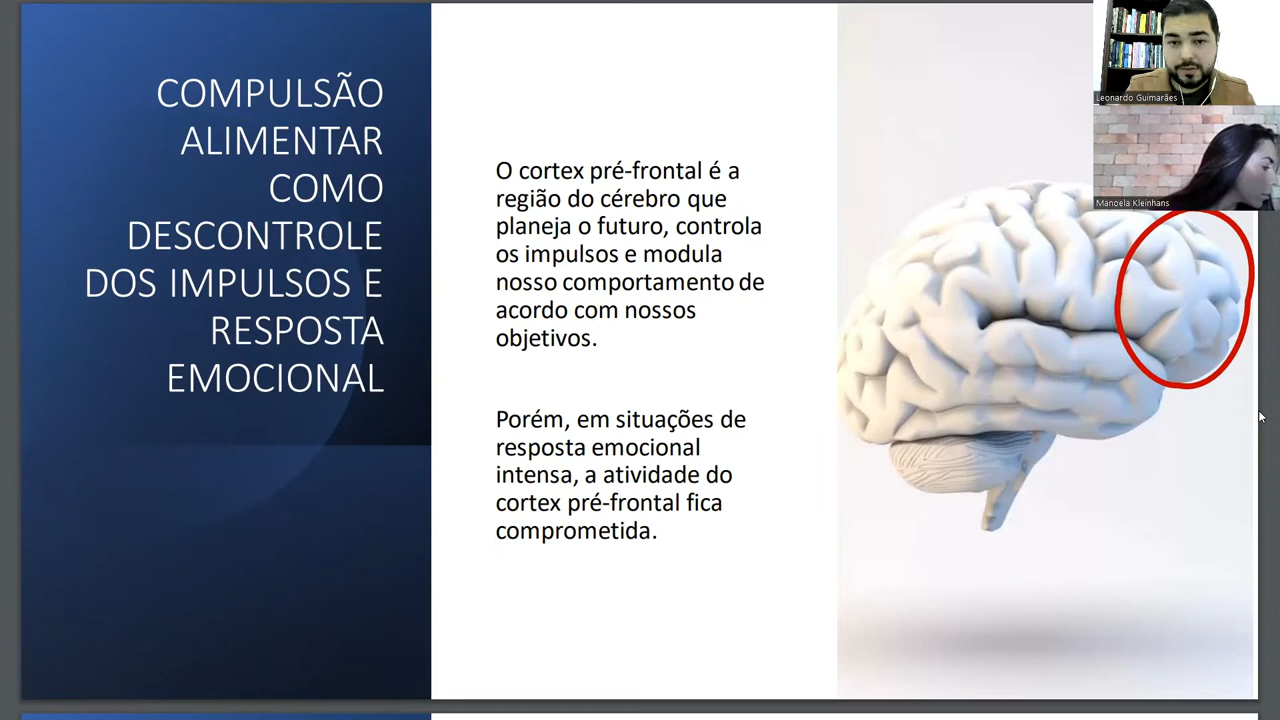 COMPULSÃO
ALIMENTAR
COMO
DESCONTROLE
DOS IMPULSOS E
RESPOSTA
EMOCIONAL
O cortex pré-frontal é a
região do cérebro que
planeja o futuro, controla
os impulsos e modula
nosso comportamento de
acordo com nossos
objetivos.
Porém, em situações de
resposta emocional
intensa, a atividade do
cortex pré-frontal fica
comprometida.
Leonardo Guimarães
Manoela Kleinhans